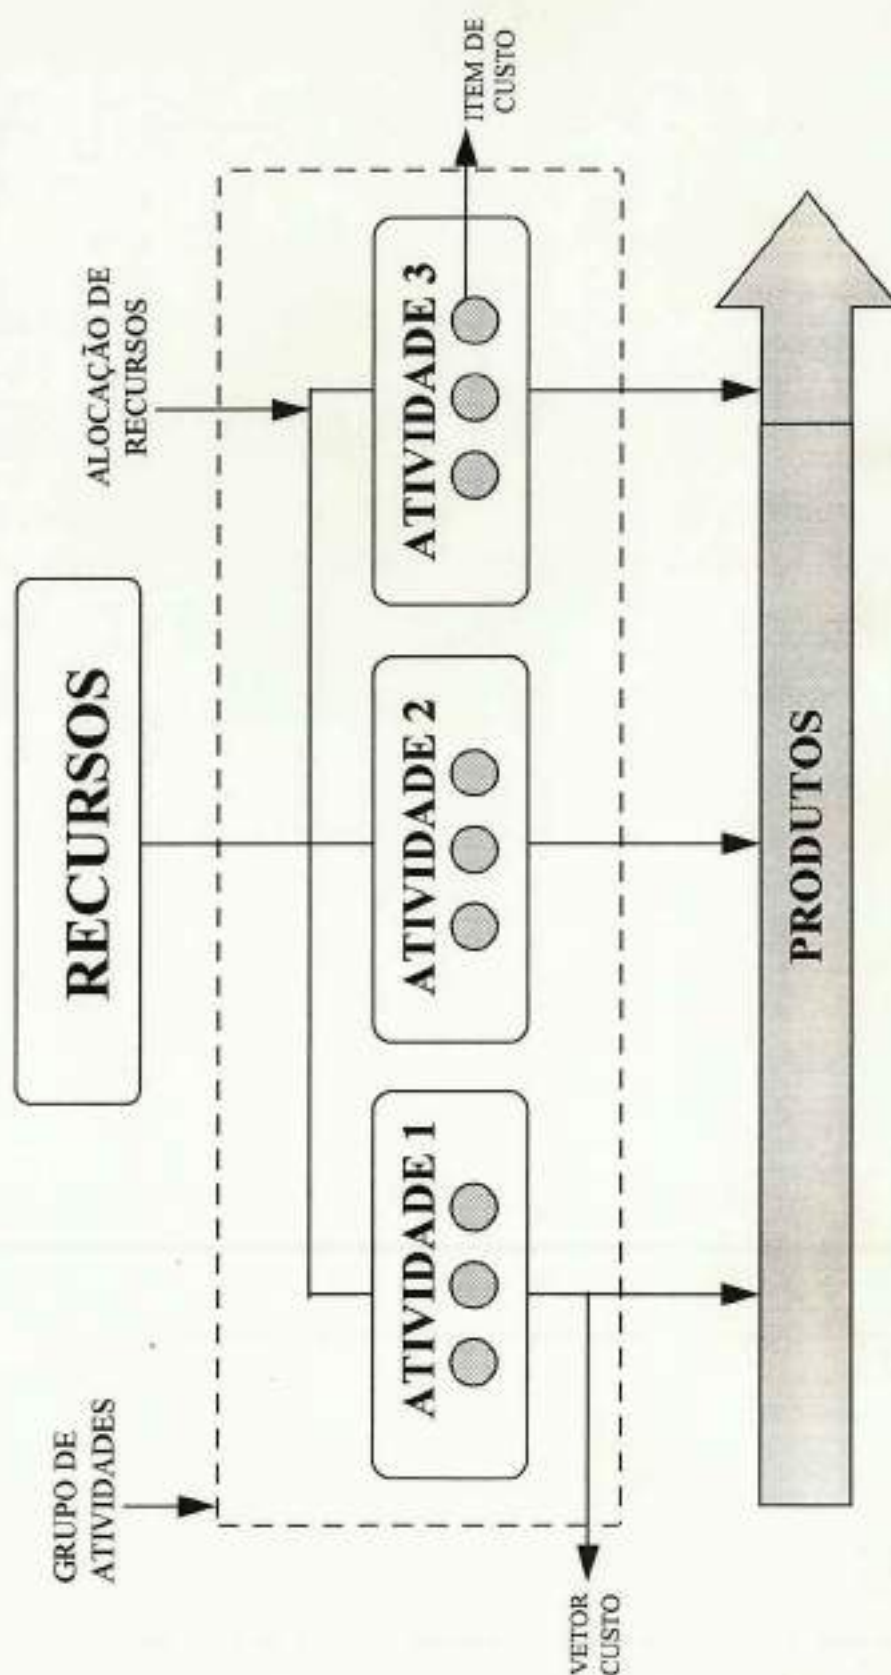 RECURSOS
ALOCAÇÃO DE
RECURSOS
GRUPO DE
ATIVIDADES
ATIVIDADE 1
ATIVIDADE 2
ATIVIDADE 3
ITEM DE
CUSTO
VETOR
CUSTO
PRODUTOS